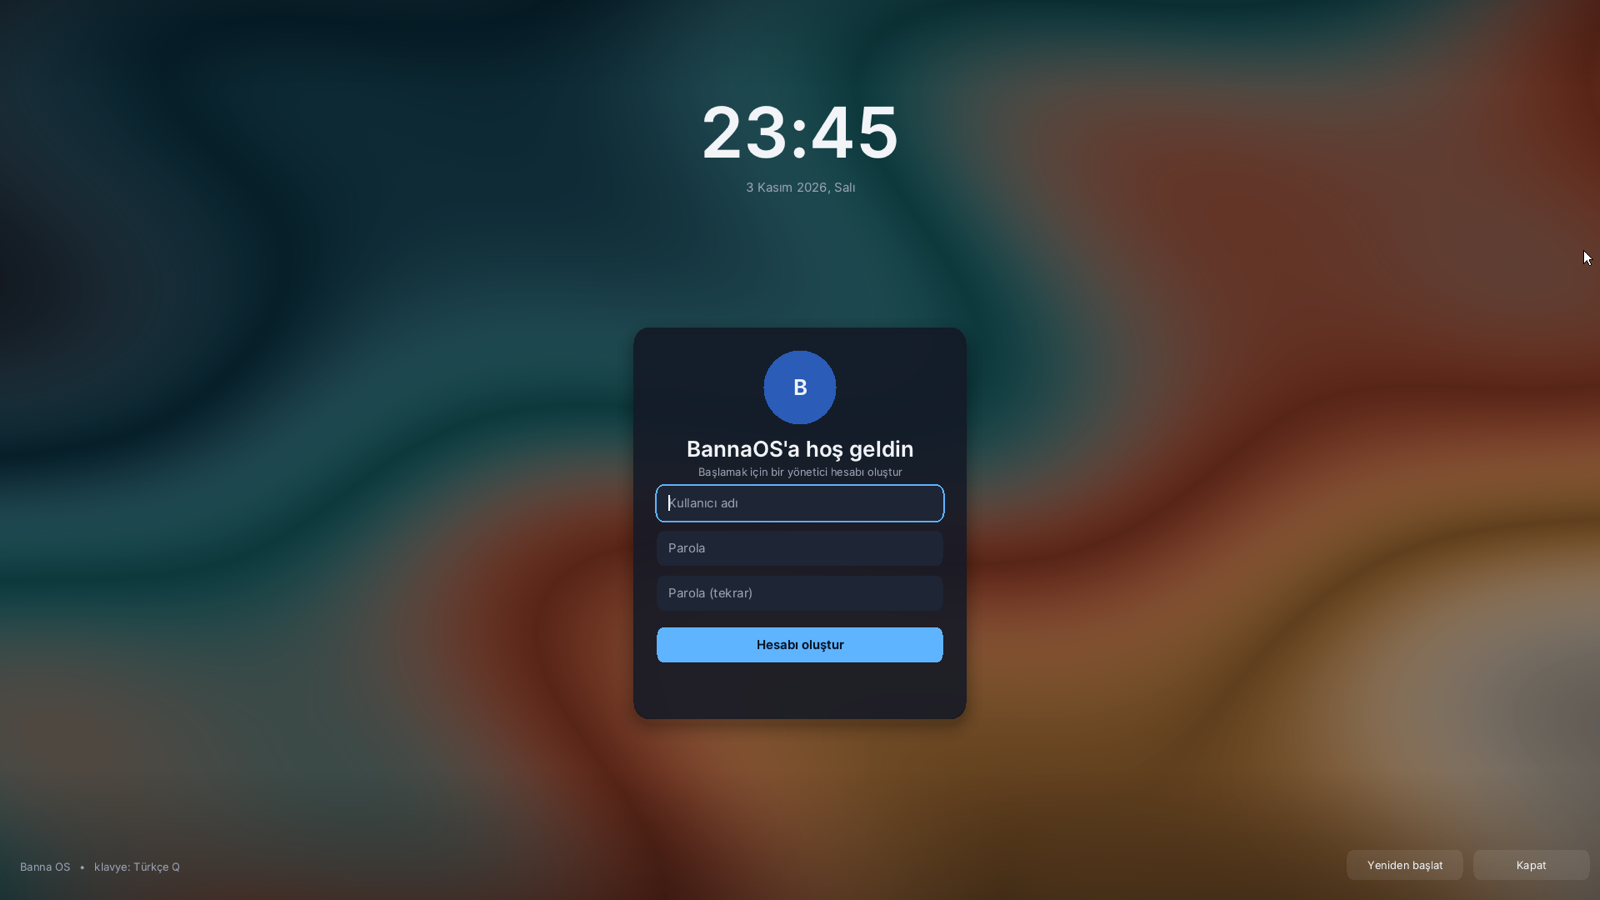 23:45
3 Kasım 2026, Salı
B
BannaOS'a hoş geldin
Başlamak için bir yönetici hesabı oluştur
Kullanıcı adı
Parola
Parola (tekrar)
Hesabı oluştur
Banna OS • klavye: Türkçe Q
Yeniden başlat
Kapat